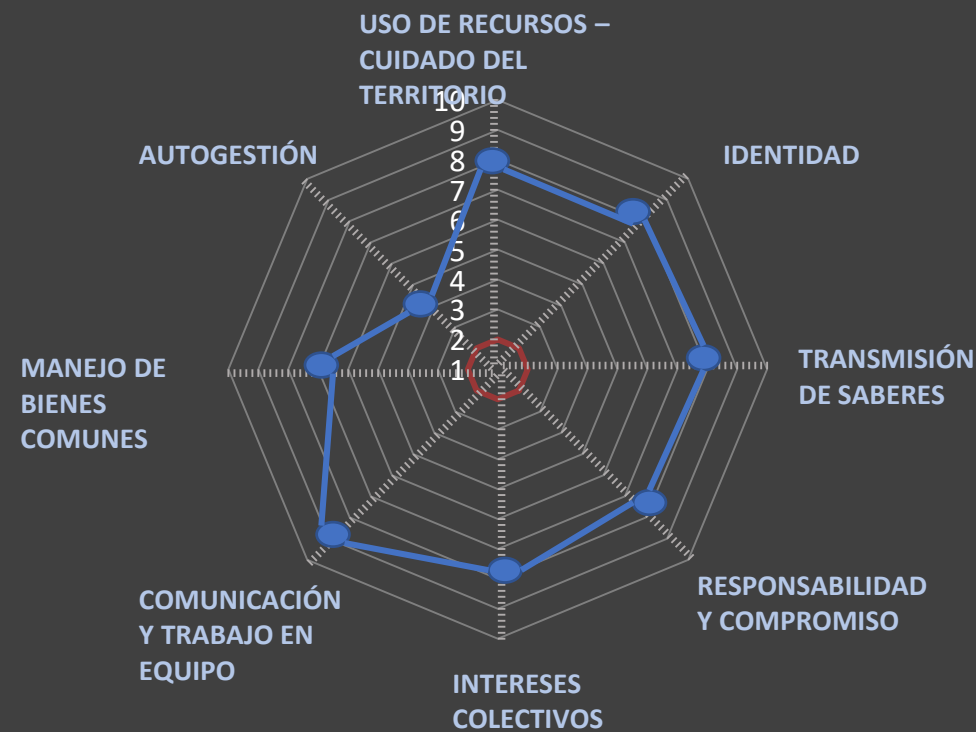 USO DE RECURSOS –
CUIDADO DEL
TERRITORIO
10
9
8
7
6
5
4
3
2
1
AUTOGESTIÓN
IDENTIDAD
MANEJO DE
BIENES
COMUNES
TRANSMISIÓN
DE SABERES
COMUNICACIÓN
Y TRABAJO EN
EQUIPO
RESPONSABILIDAD
Y COMPROMISO
INTERESES
COLECTIVOS